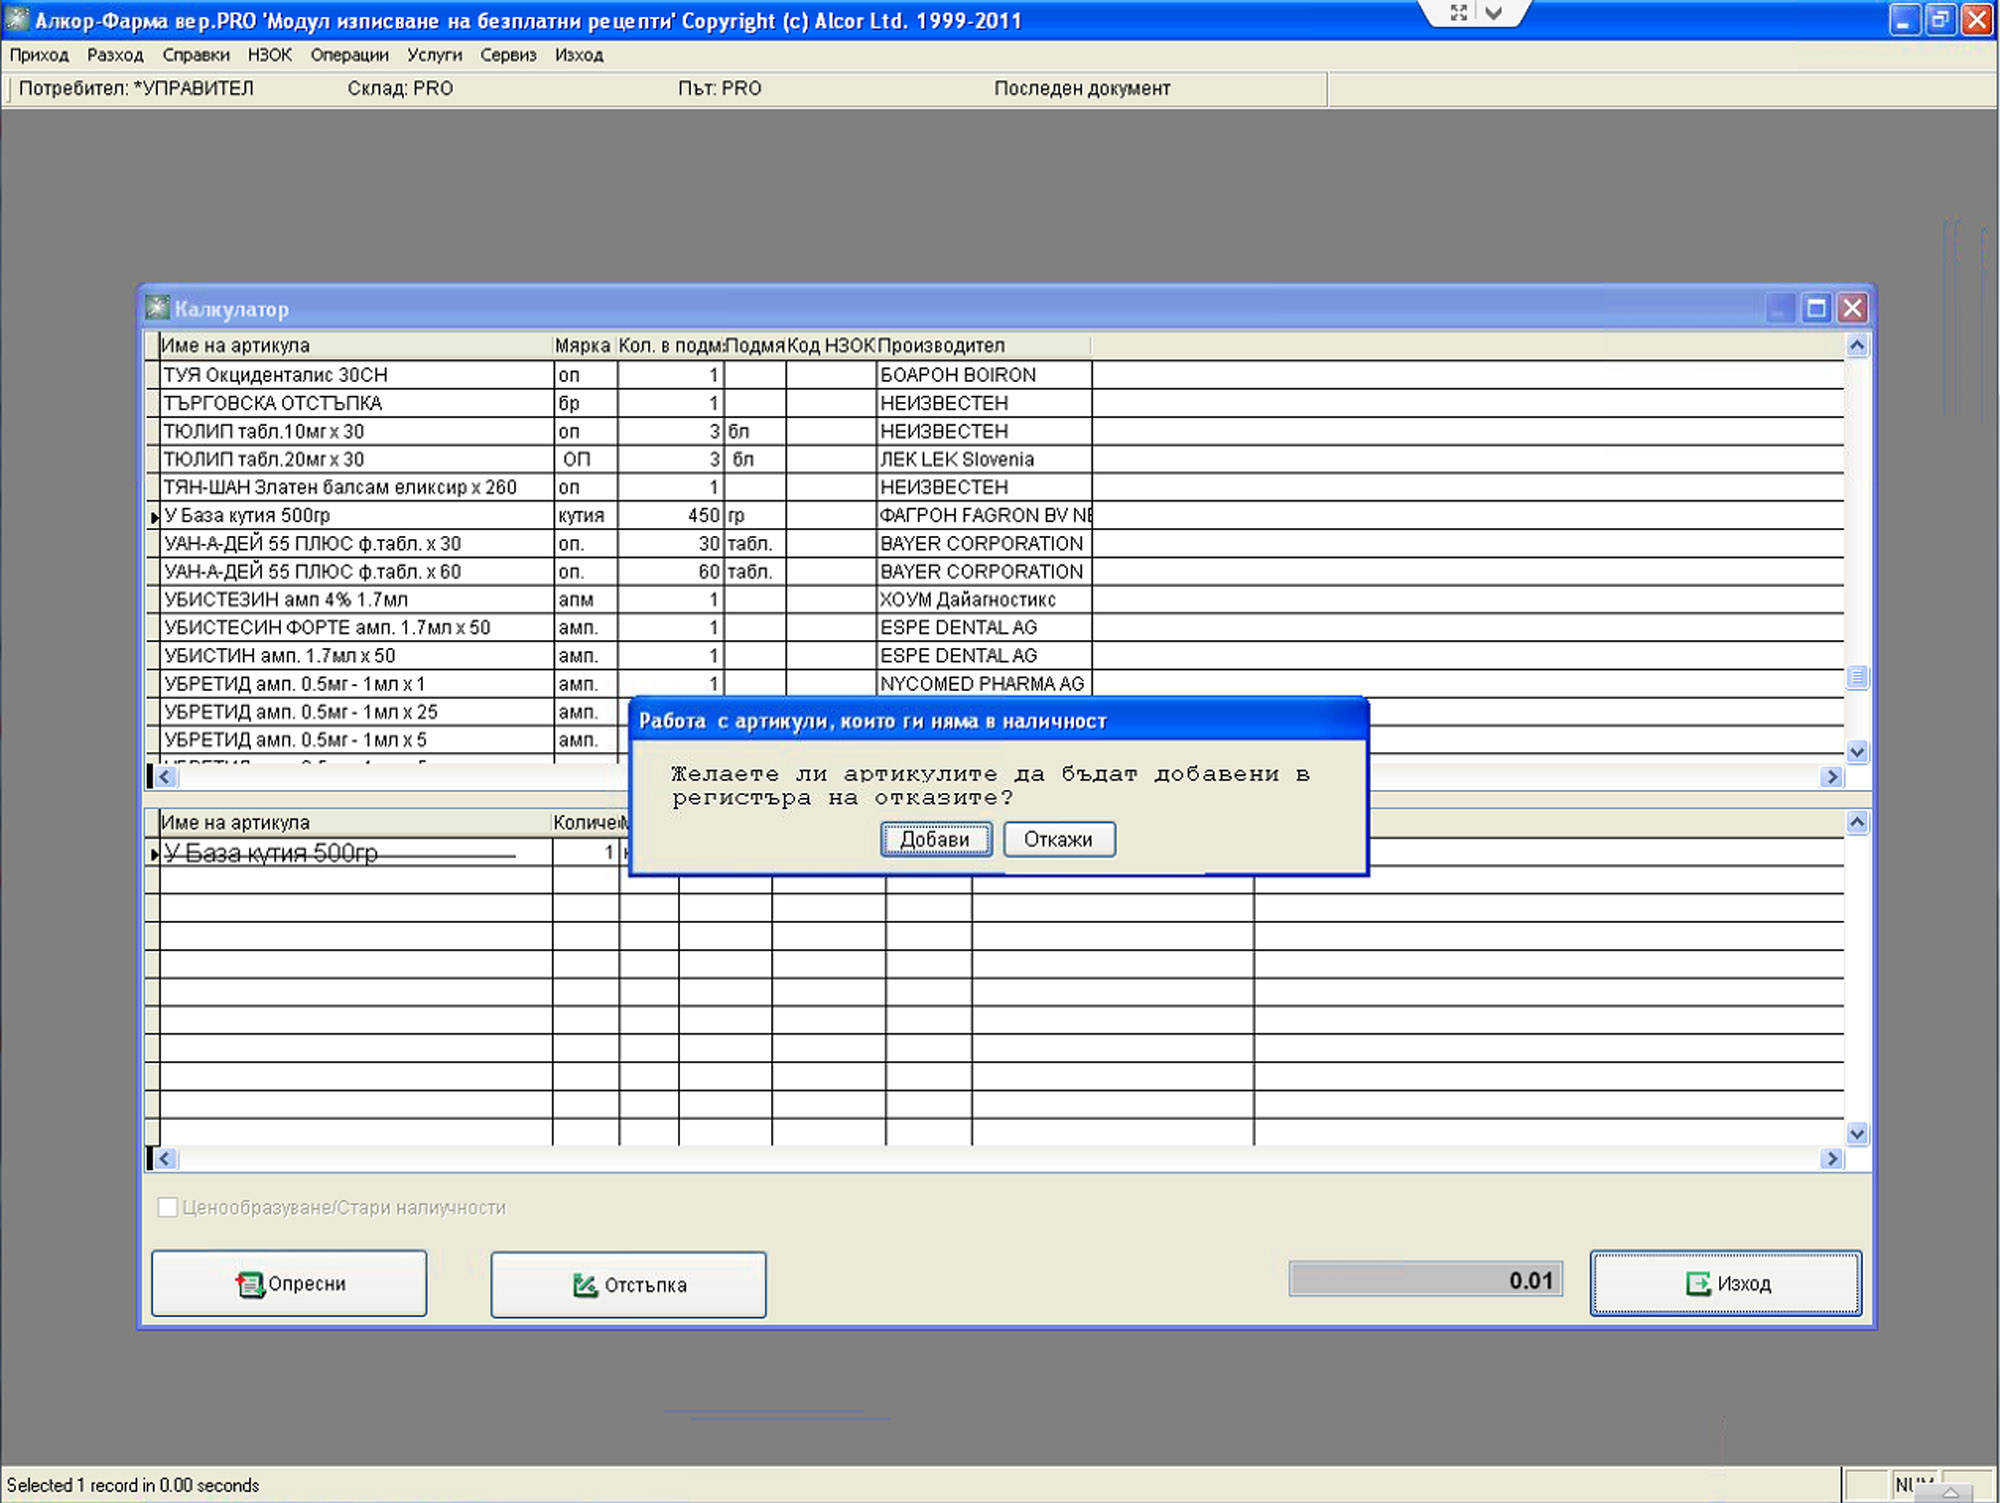 Алкор-Фарма вер.PRO 'Модул изписване на безплатни рецепти' Copyright (c) Alcor Ltd. 1999-2011
Приход Разход Справки НЗОК Операции Услуги Сервиз Изход
Потребител: *УПРАВИТЕЛ Склад: PRO Път: PRO Последен документ
Калкулатор
Име на артикула Мярка Кол. в подм Подмя Код НЗОК Производител
ТУЯ Окциденталис 30CH оп 1 БОАРОН BOIRON
ТЪРГОВСКА ОТСТЪПКА бр 1 НЕИЗВЕСТЕН
ТЮЛИП табл.10мг x 30 оп 3 бл НЕИЗВЕСТЕН
ТЮЛИП табл.20мг x 30 ОП 3 бл ЛЕК LEK Slovenia
ТЯН-ШАН Златен балсам еликсир x 260 оп 1 НЕИЗВЕСТЕН
У База кутия 500гр кутия 450 гр ФАГРОН FAGRON BV NE
УАН-А-ДЕЙ 55 ПЛЮС ф.табл. x 30 оп. 30 табл. BAYER CORPORATION
УАН-А-ДЕЙ 55 ПЛЮС ф.табл. x 60 оп. 60 табл. BAYER CORPORATION
УБИСТЕЗИН амп 4% 1.7мл апм 1 ХОУМ Дайагностикс
УБИСТЕСИН ФОРТЕ амп. 1.7мл x 50 амп. 1 ESPE DENTAL AG
УБИСТИН амп. 1.7мл x 50 амп. 1 ESPE DENTAL AG
УБРЕТИД амп. 0.5мг - 1мл x 1 амп. 1 NYCOMED PHARMA AG
УБРЕТИД амп. 0.5мг - 1мл x 25 амп.
УБРЕТИД амп. 0.5мг - 1мл x 5 амп.
Работа с артикули, които ги няма в наличност
Желаете ли артикулите да бъдат добавени в
регистъра на отказите?
Добави Откажи
Име на артикула Количе
У База кутия 500гр 1
Ценообразуване/Стари налиучности
Опресни Отстъпка 0.01 Изход
Selected 1 record in 0.00 seconds NUM